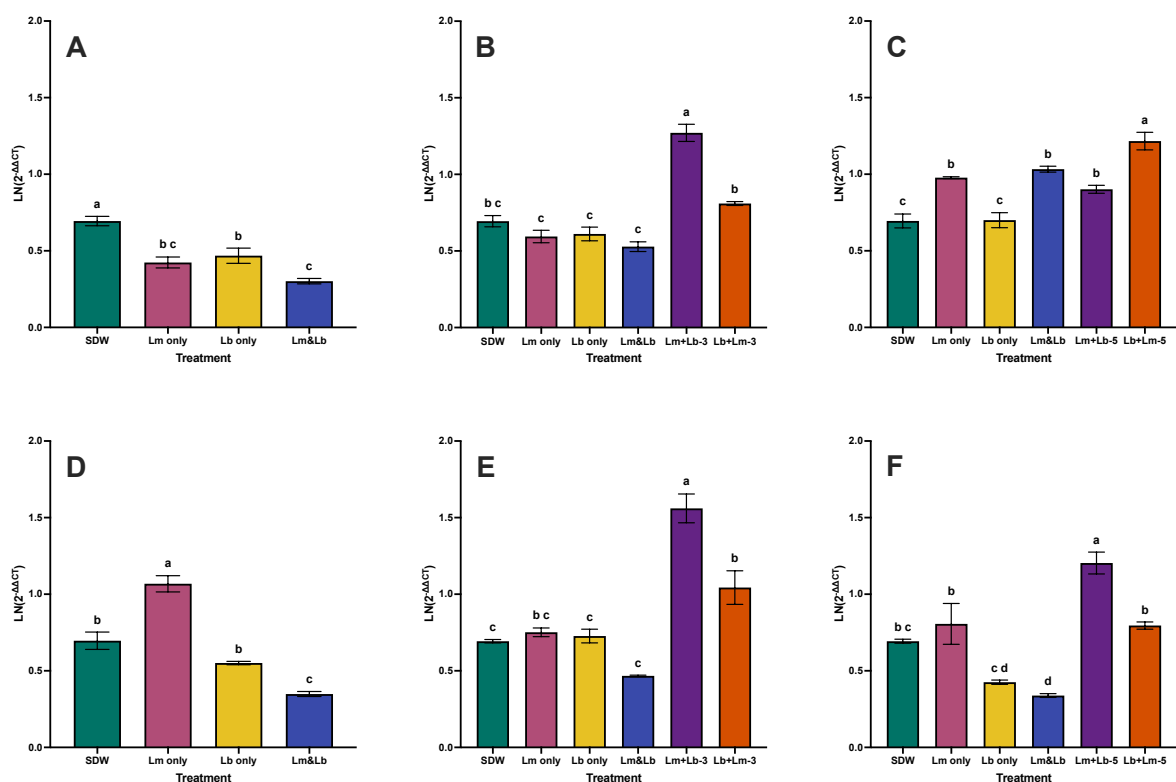 A
LN(2-ΔΔCT)
2.0
1.5
1.0
0.5
0.0
a
b c
b
c
SDW Lm only Lb only Lm&Lb
Treatment
B
LN(2-ΔΔCT)
2.0
1.5
1.0
0.5
0.0
b c
c
c
c
a
b
SDW Lm only Lb only Lm&Lb Lm+Lb-3 Lb+Lm-3
Treatment
C
LN(2-ΔΔCT)
2.0
1.5
1.0
0.5
0.0
c
b
c
b
b
a
SDW Lm only Lb only Lm&Lb Lm+Lb-5 Lb+Lm-5
Treatment
D
LN(2-ΔΔCT)
2.0
1.5
1.0
0.5
0.0
b
a
b
c
SDW Lm only Lb only Lm&Lb
Treatment
E
LN(2-ΔΔCT)
2.0
1.5
1.0
0.5
0.0
c
b c
c
c
a
b
SDW Lm only Lb only Lm&Lb Lm+Lb-3 Lb+Lm-3
Treatment
F
LN(2-ΔΔCT)
2.0
1.5
1.0
0.5
0.0
b c
b
c d
d
a
b
SDW Lm only Lb only Lm&Lb Lm+Lb-5 Lb+Lm-5
Treatment